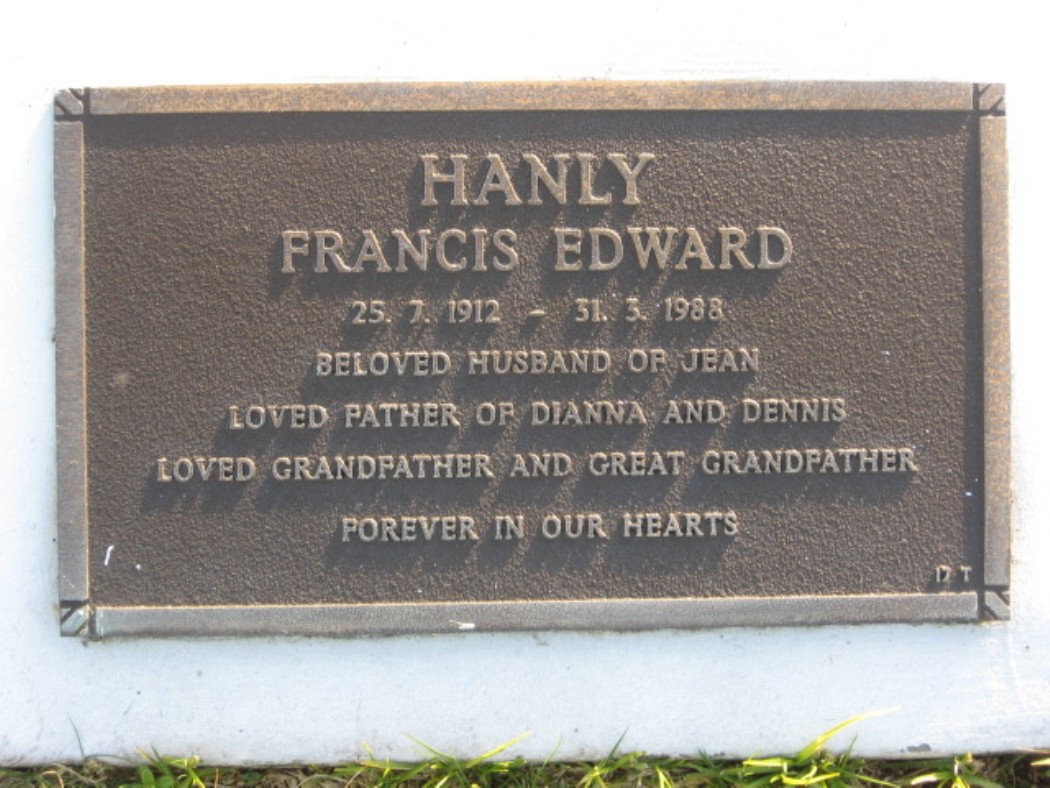 HANLY
FRANCIS EDWARD
25. 7. 1912 – 31. 3. 1988
BELOVED HUSBAND OF JEAN
LOVED FATHER OF DIANNA AND DENNIS
LOVED GRANDFATHER AND GREAT GRANDFATHER
FOREVER IN OUR HEARTS
17 T